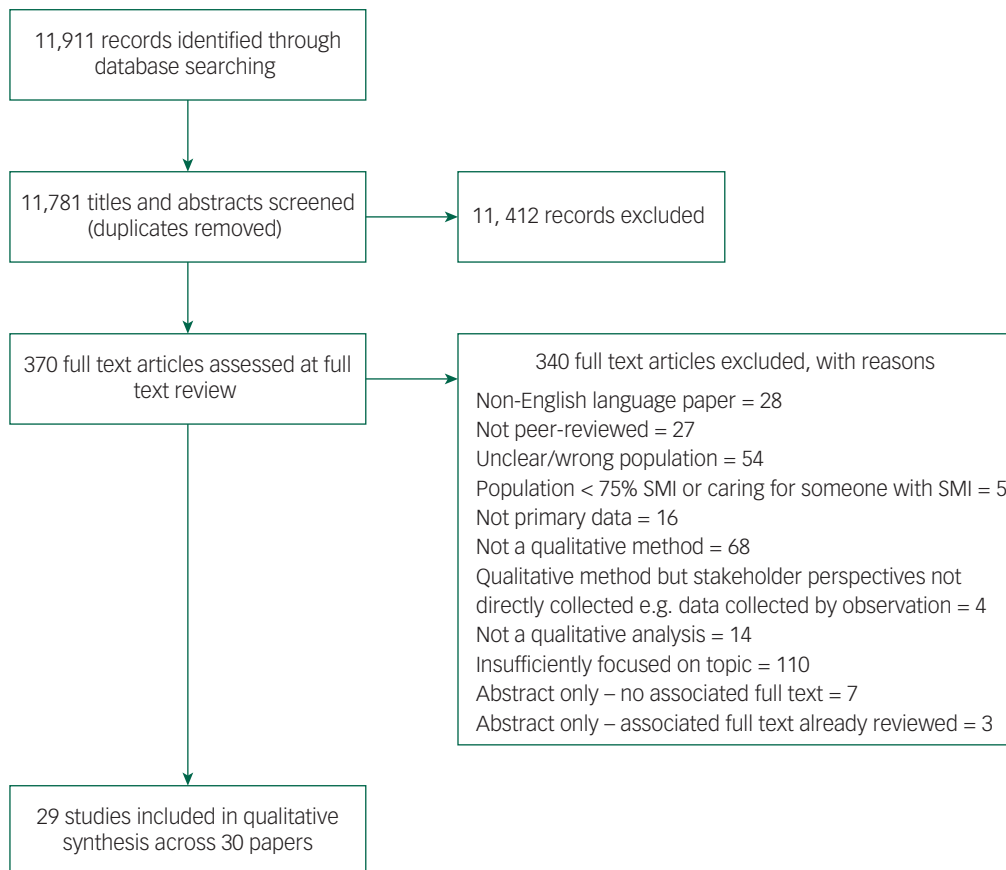 11,911 records identified through
database searching
11,781 titles and abstracts screened
(duplicates removed)
11, 412 records excluded
370 full text articles assessed at full
text review
340 full text articles excluded, with reasons
Non-English language paper = 28
Not peer-reviewed = 27
Unclear/wrong population = 54
Population < 75% SMI or caring for someone with SMI = 5
Not primary data = 16
Not a qualitative method = 68
Qualitative method but stakeholder perspectives not
directly collected e.g. data collected by observation = 4
Not a qualitative analysis = 14
Insufficiently focused on topic = 110
Abstract only – no associated full text = 7
Abstract only – associated full text already reviewed = 3
29 studies included in qualitative
synthesis across 30 papers